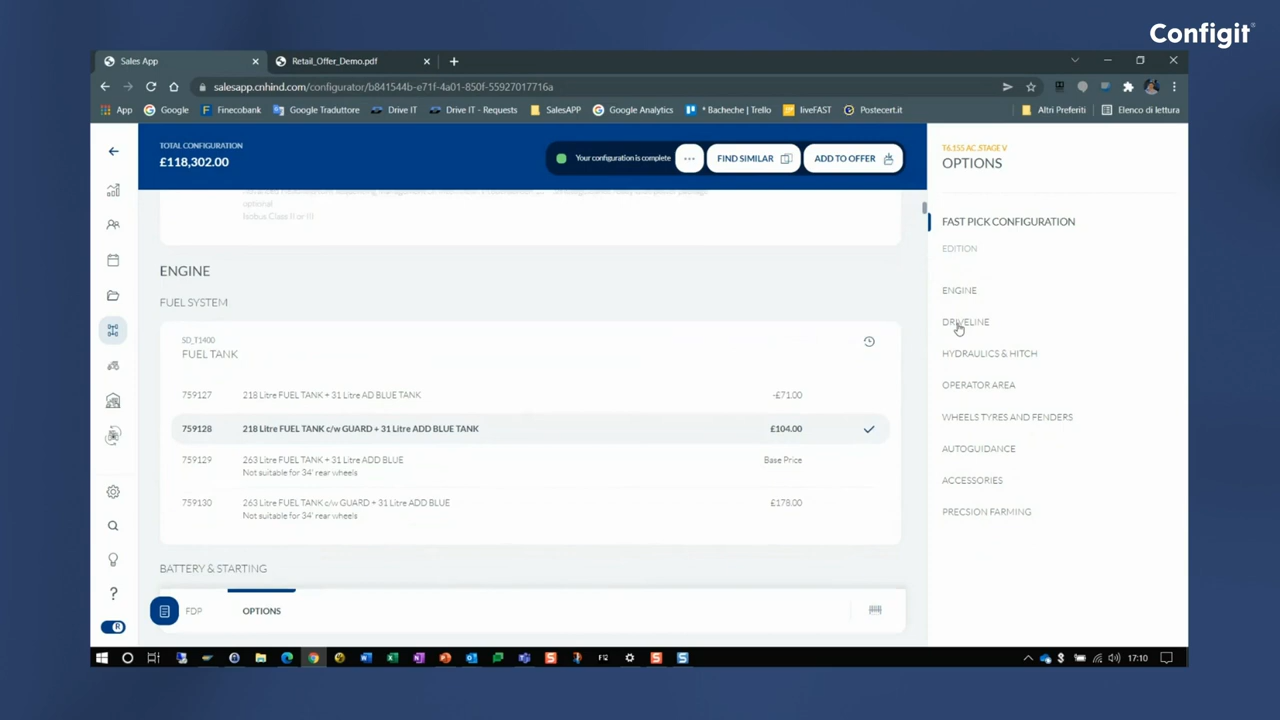 Configit
Sales App
Retail_Offer_Demo.pdf
salesapp.cnhind.com/configurator/b841544b-e71f-4a01-850f-55927017716a
App
Google
Finecobank
Google Traduttore
Drive IT
Drive IT - Requests
SalesAPP
Google Analytics
* Bacheche | Trello
liveFAST
Postecert.it
Altri Preferiti
Elenco di lettura
TOTAL CONFIGURATION
£118,302.00
Your configuration is complete
...
FIND SIMILAR
ADD TO OFFER
T6.155 AC STAGE V
OPTIONS
optional
Isobus Class II or III
FAST PICK CONFIGURATION
EDITION
ENGINE
DRIVELINE
HYDRAULICS & HITCH
OPERATOR AREA
WHEELS TYRES AND FENDERS
AUTOGUIDANCE
ACCESSORIES
PRECSION FARMING
ENGINE
FUEL SYSTEM
SD_T1400
FUEL TANK
759127 218 Litre FUEL TANK + 31 Litre AD BLUE TANK -£71.00
759128 218 Litre FUEL TANK c/w GUARD + 31 Litre ADD BLUE TANK £104.00
759129 263 Litre FUEL TANK + 31 Litre ADD BLUE Base Price
Not suitable for 34' rear wheels
759130 263 Litre FUEL TANK c/w GUARD + 31 Litre ADD BLUE £178.00
Not suitable for 34' rear wheels
BATTERY & STARTING
FDP
OPTIONS
R
17:10